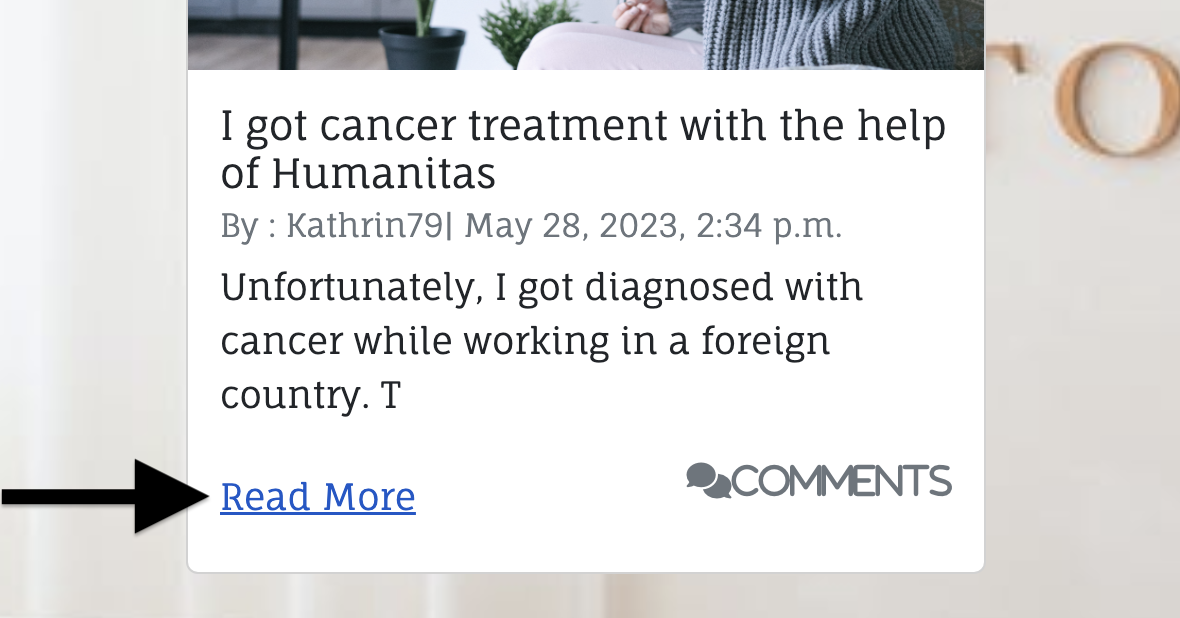 TO
I got cancer treatment with the help
of Humanitas
By : Kathrin79| May 28, 2023, 2:34 p.m.
Unfortunately, I got diagnosed with
cancer while working in a foreign
country. T
Read More
COMMENTS